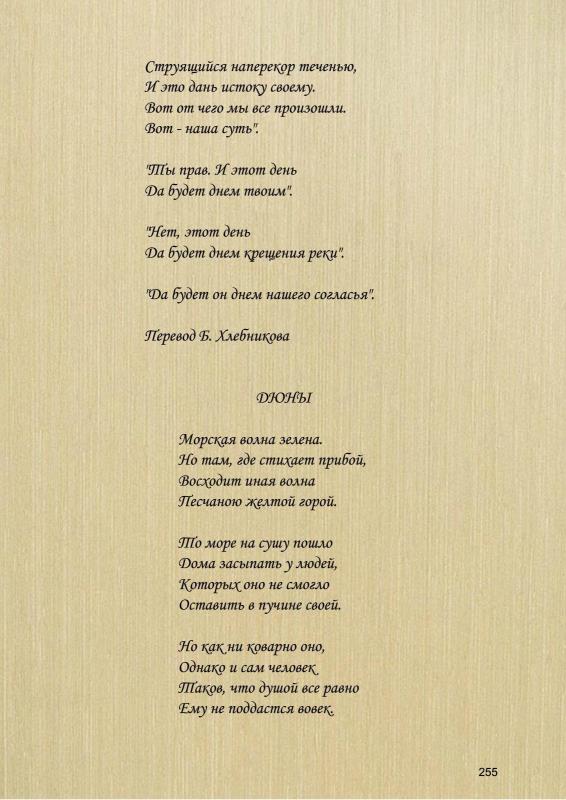 Струящийся наперекор теченью,
И это дань истоку своему.
Вот от чего мы все произошли.
Вот - наша суть".
"Ты прав. И этот день
Да будет днем твоим".
"Нет, этот день
Да будет днем крещения реки".
"Да будет он днем нашего согласья".
Перевод Б. Хлебникова
ДЮНЫ
Морская волна зелена.
Но там, где стихает прибой,
Восходит иная волна
Песчаною желтой горой.
То море на сушу пошло
Дома засыпать у людей,
Которых оно не смогло
Оставить в пучине своей.
Но как ни коварно оно,
Однако и сам человек
Таков, что душой все равно
Ему не поддастся вовек.
255